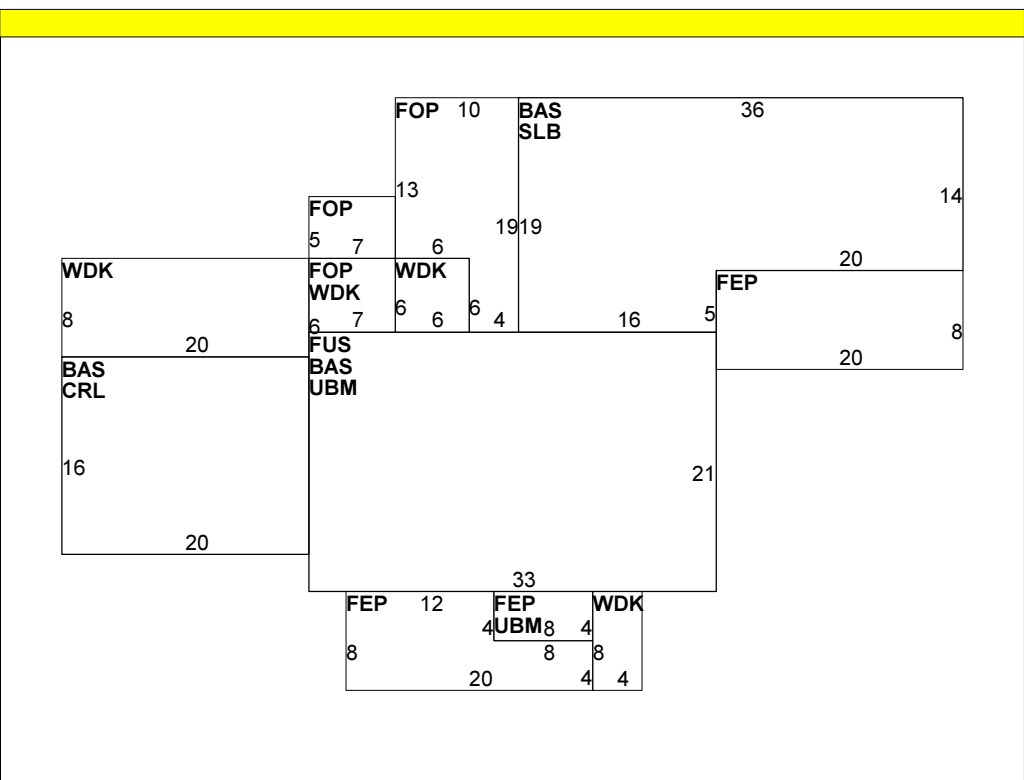 FOP 10 BAS 36
SLB
13 14
FOP
19 19
5 7 6
20
WDK FOP WDK FEP
WDK
8 6 6 4 16 5 8
6 7 6
20 FUS 20
BAS BAS
CRL UBM
16 21
20
33
FEP 12 FEP WDK
4 UBM 8 4
8 8 8
20 4 4